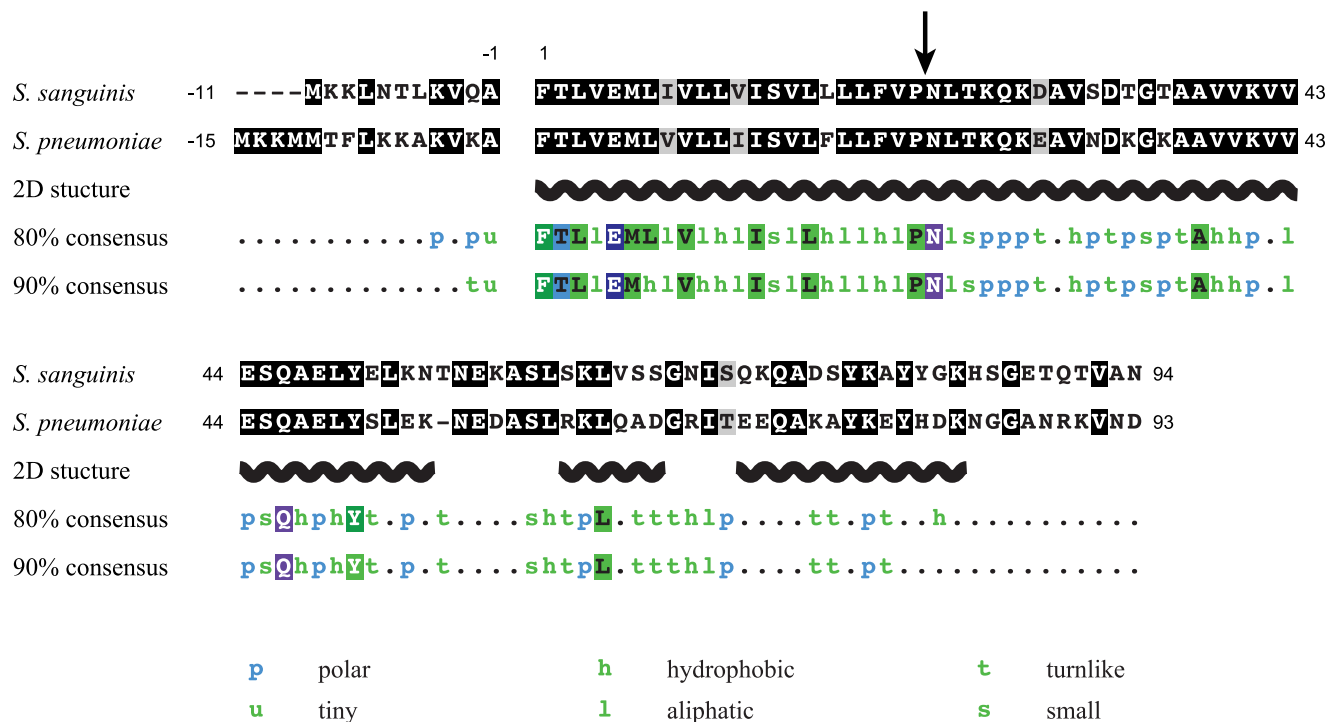 -1 1
S. sanguinis -11 ----MKKLNTLKVQA FTLVEMLIVLLVISVLLLLFVPNLTKQKDAVSDTGTAAVVKVV 43
S. pneumoniae -15 MKKMMTFLKKAKVKA FTLVEMLVVLLIISVLFLLFVPNLTKQKEAVNDKGKAAVVKVV 43
2D stucture
80% consensus ...........p.pu FTLlEMLlVlhlIslLhllhlPNlspppt.hptpsptAhhp.l
90% consensus .............tu FTLlEMhlVhhlIslLhllhlPNlspppt.hptpsptAhhp.l
S. sanguinis 44 ESQAELYELKNTNEKASLSKLVSSGNISQKQADSYKAYYGKHSGETQTVAN 94
S. pneumoniae 44 ESQAELYSLEK-NEDASLRKLQADGRITEEQAKAYKEYHDKNGGANRKVND 93
2D stucture
80% consensus psQhphYt.p.t....shtpL.ttthlp....tt.pt..h...........
90% consensus psQhphYt.p.t....shtpL.ttthlp....tt.pt..............
p polar h hydrophobic t turnlike
u tiny l aliphatic s small